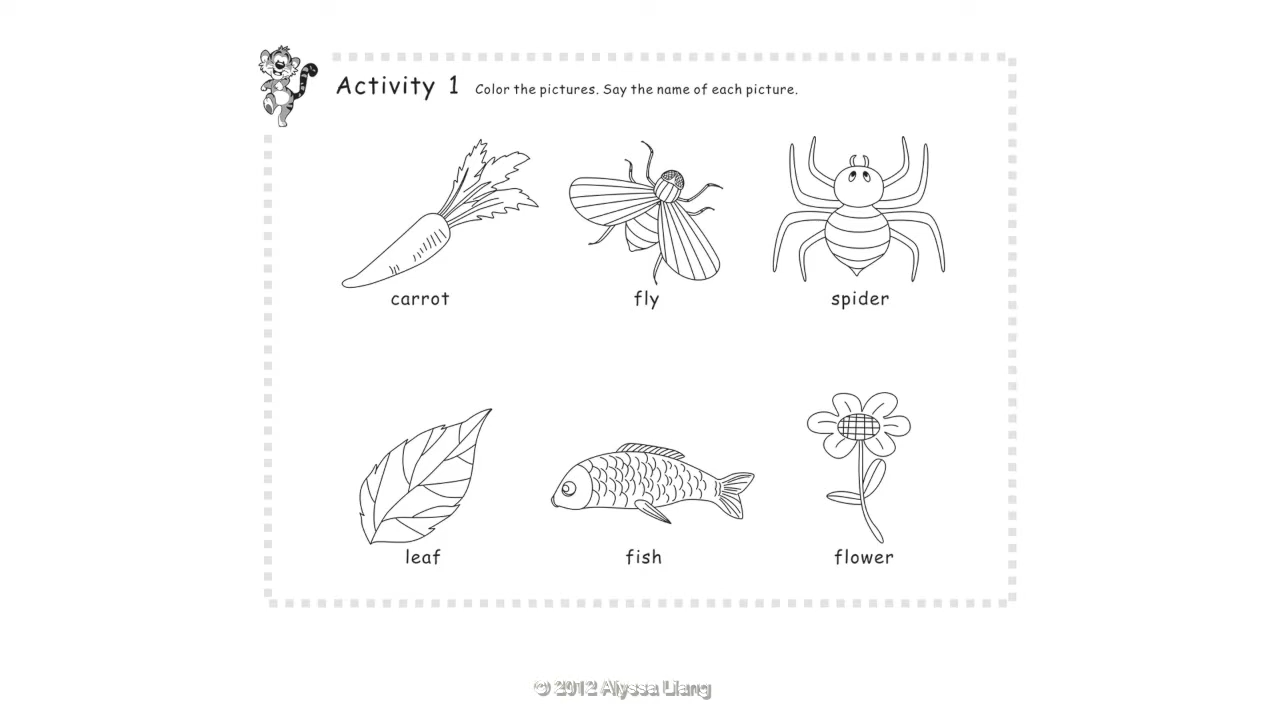 Activity 1 Color the pictures. Say the name of each picture.
carrot fly spider
leaf fish flower
© 2012 Alyssa Liang